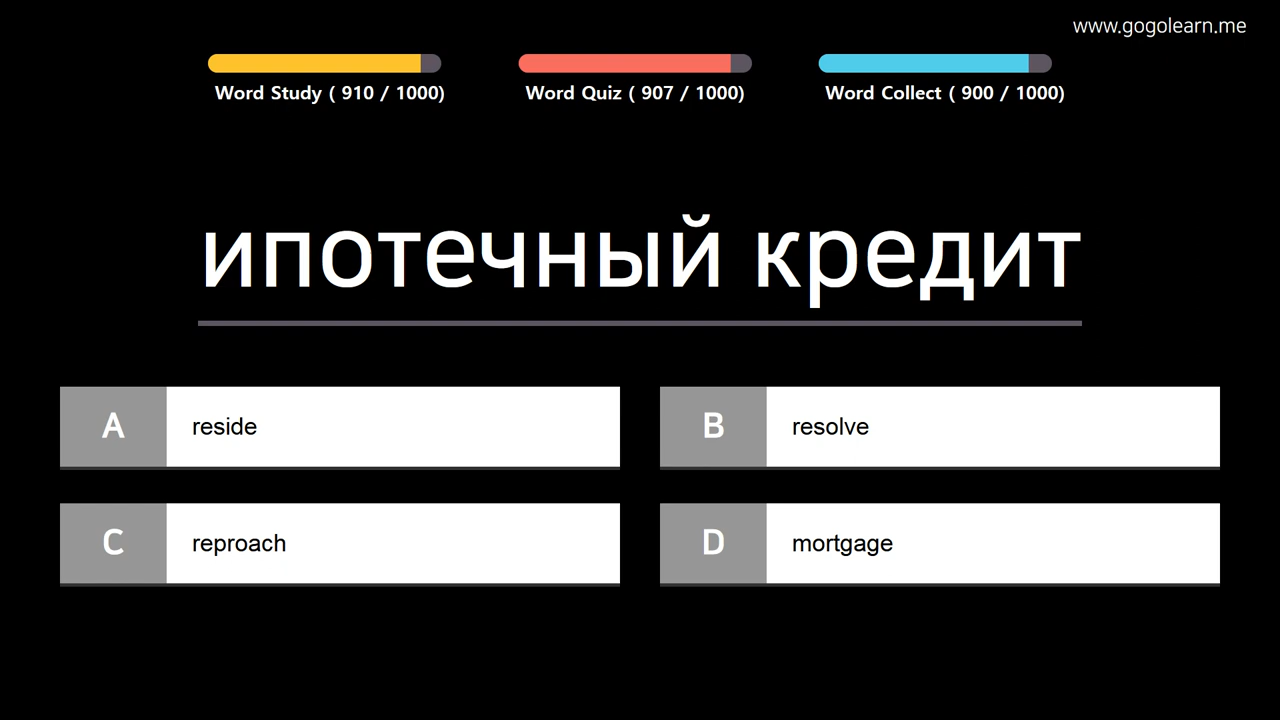 www.gogolearn.me
Word Study ( 910 / 1000)
Word Quiz ( 907 / 1000)
Word Collect ( 900 / 1000)
ипотечный кредит
A reside
B resolve
C reproach
D mortgage